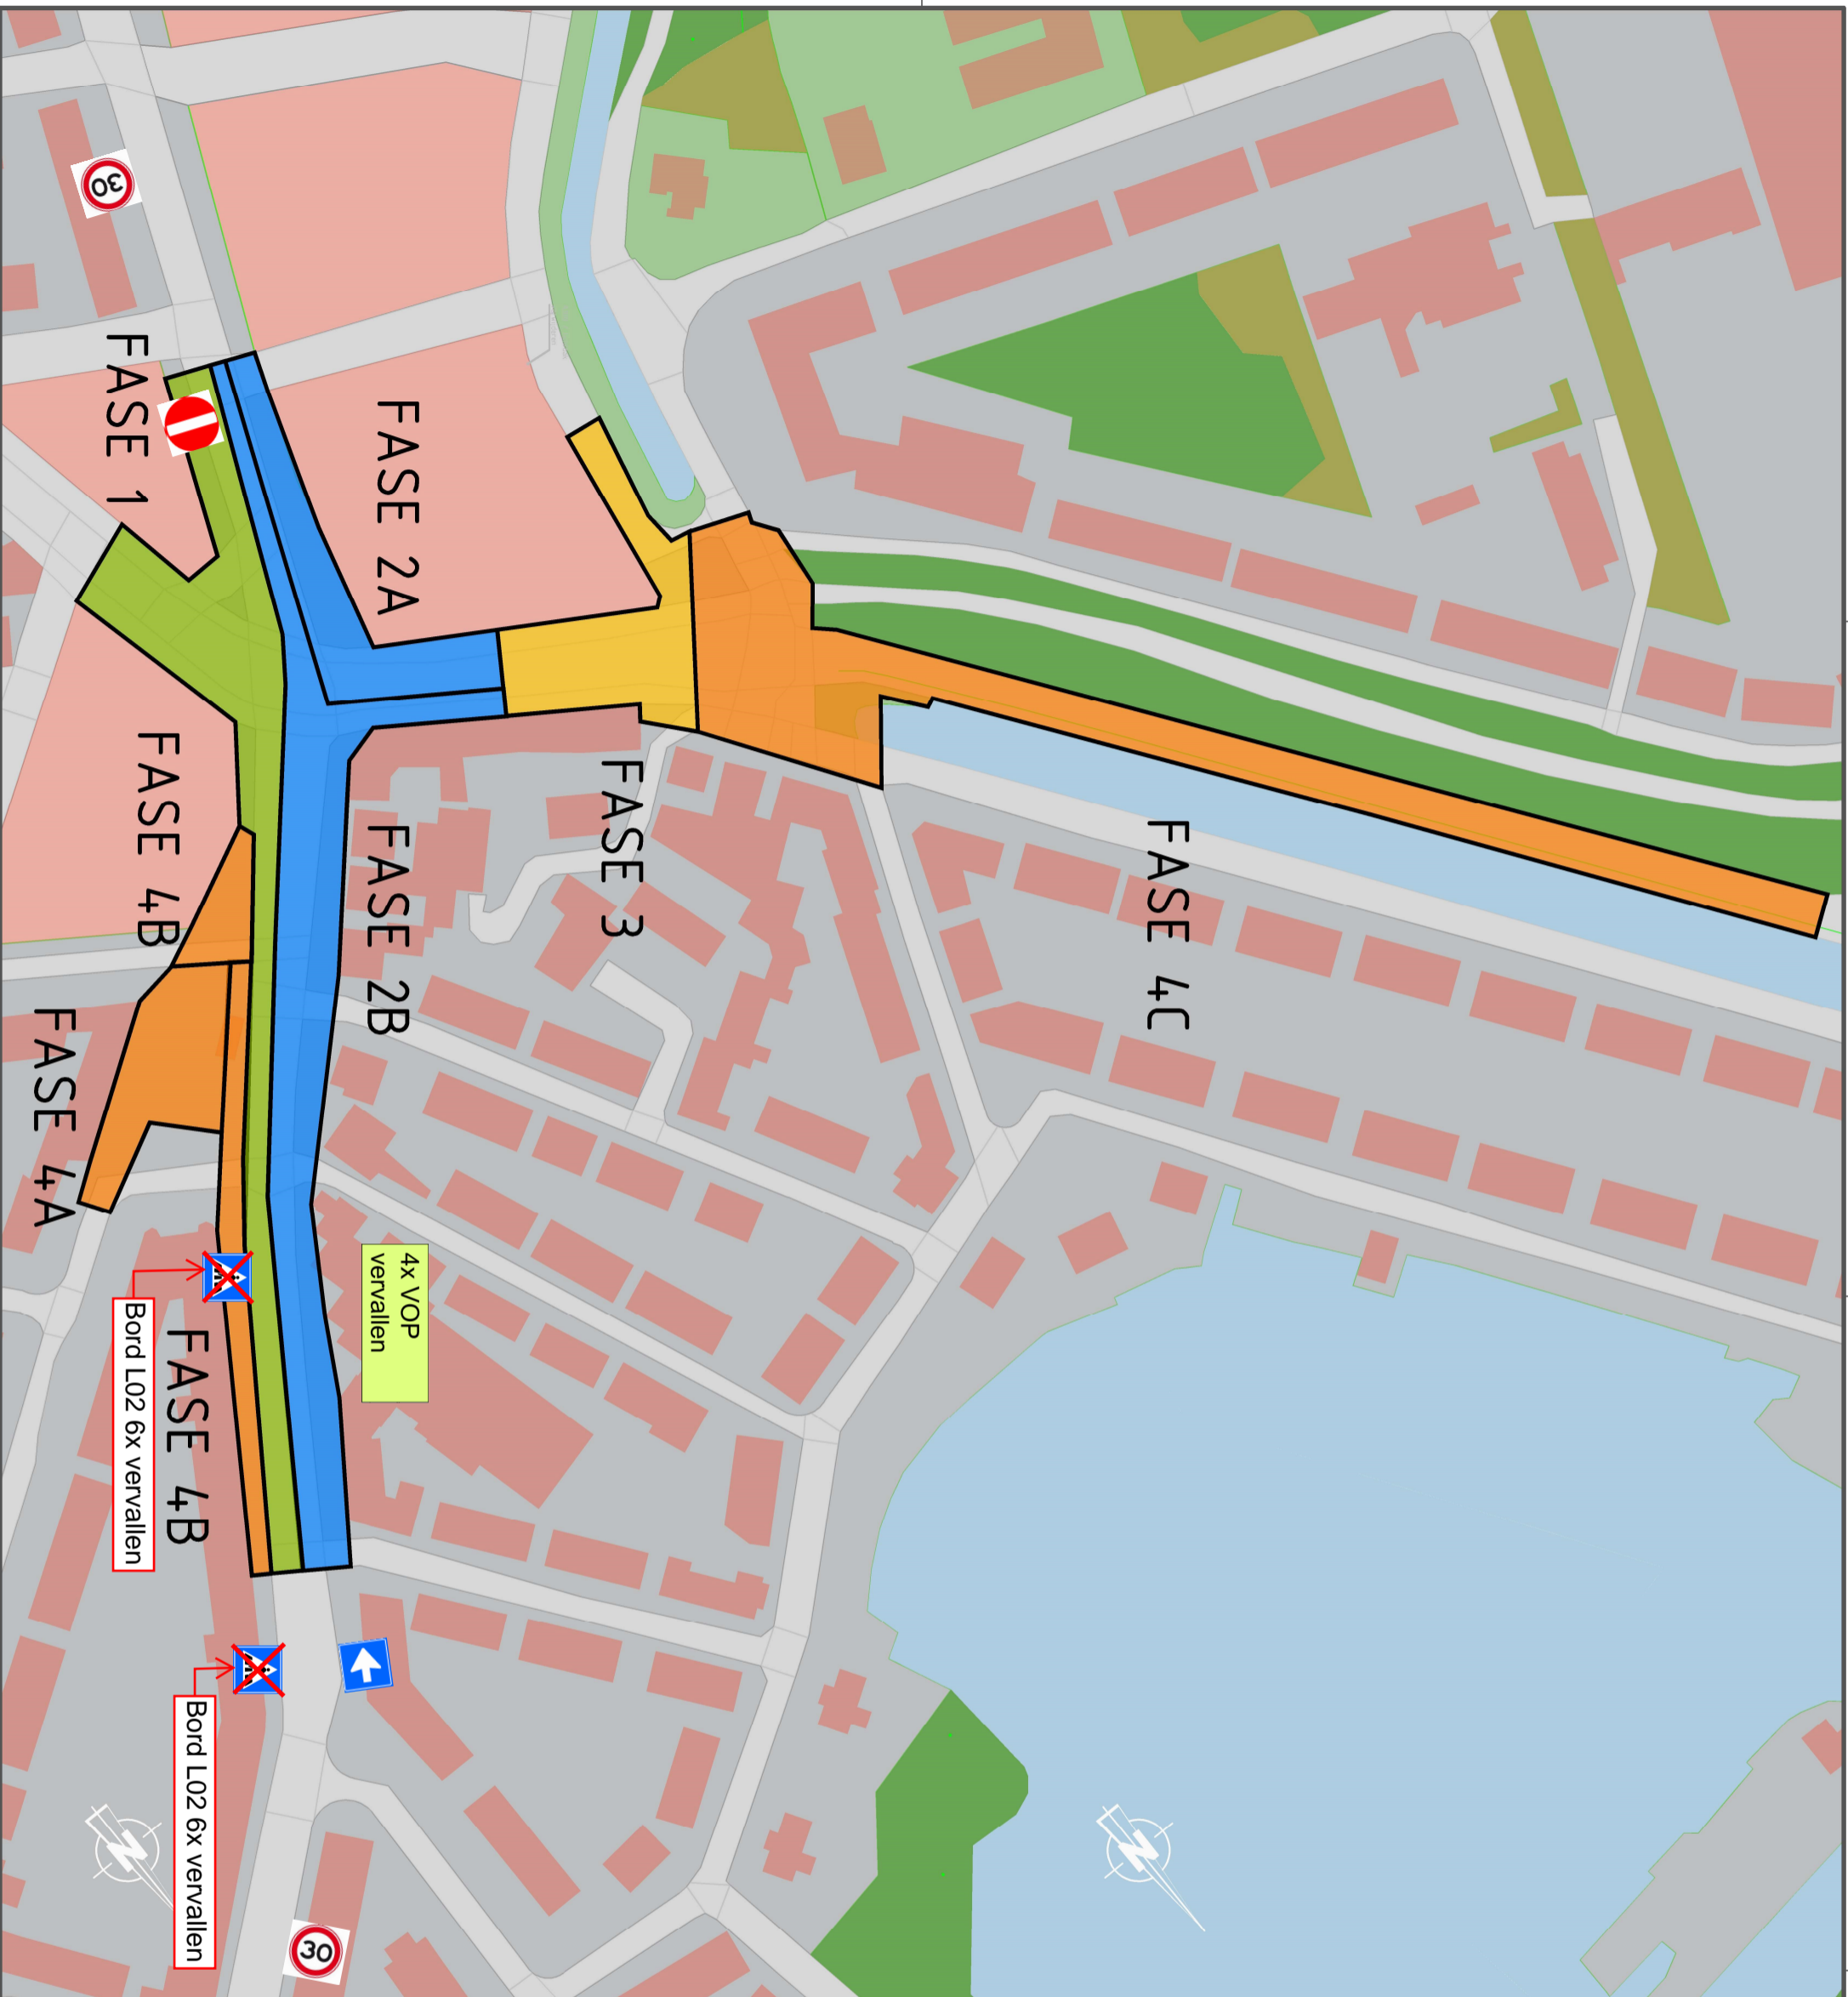 30
FASE 1
FASE 2A
FASE 4B
FASE 2B
FASE 3
FASE 4C
FASE 4A
4x VOP
vervallen
Bord L02 6x vervallen
FASE 4B
Bord L02 6x vervallen
N
N
30